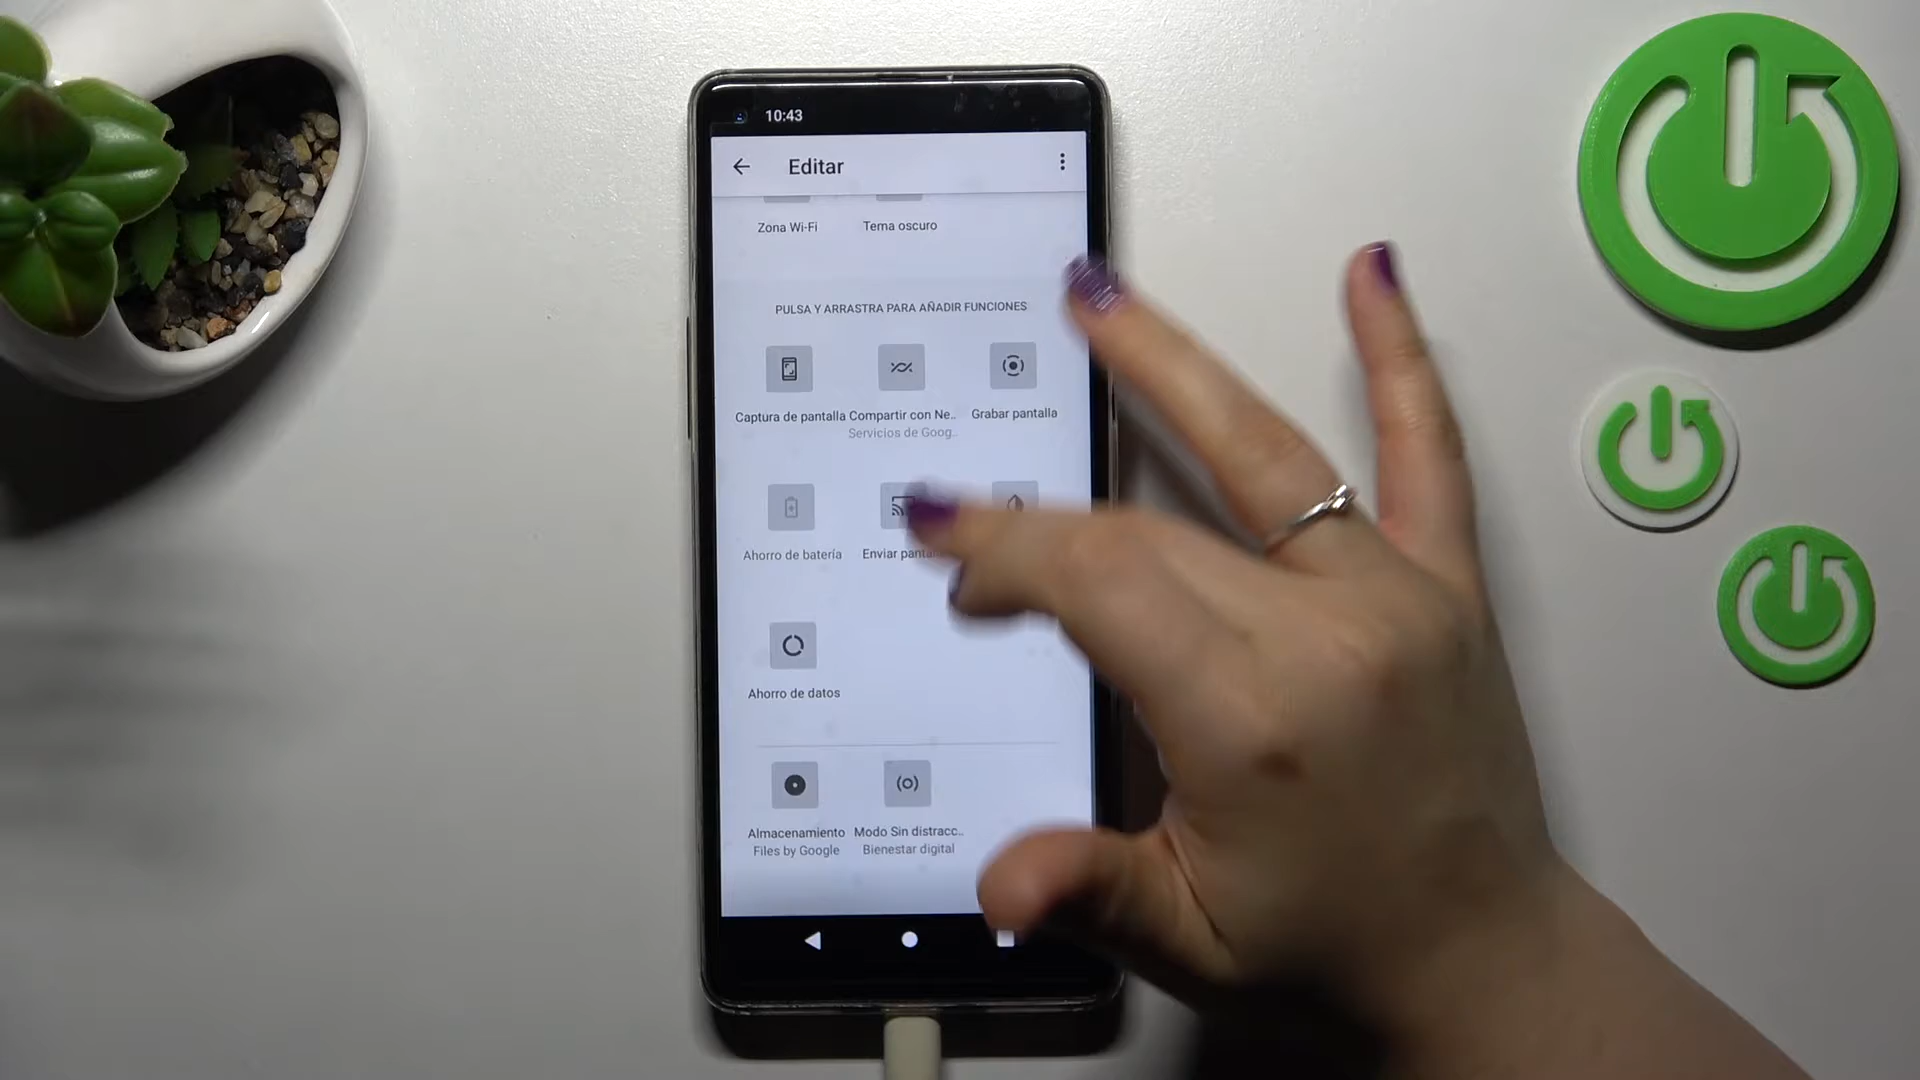 10:43
Editar
Zona Wi-Fi
Tema oscuro
PULSA Y ARRASTRA PARA AÑADIR FUNCIONES
Captura de pantalla
Compartir con Ne..
Servicios de Goog..
Grabar pantalla
Ahorro de batería
Enviar
Ahorro de datos
Almacenamiento
Files by Google
Modo Sin distracc..
Bienestar digital